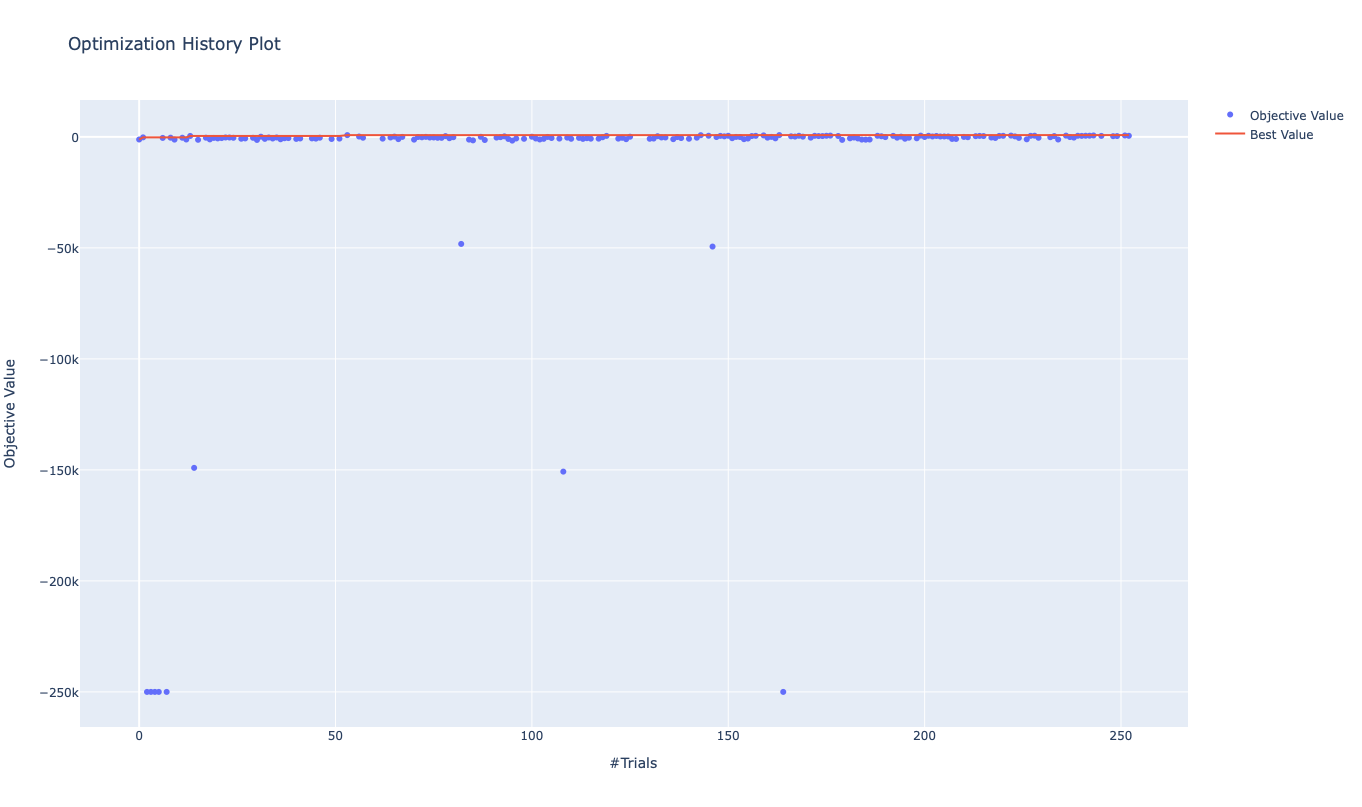 Optimization History Plot
Objective Value
Best Value
0
−50k
−100k
−150k
−200k
−250k
Objective Value
0
50
100
150
200
250
#Trials